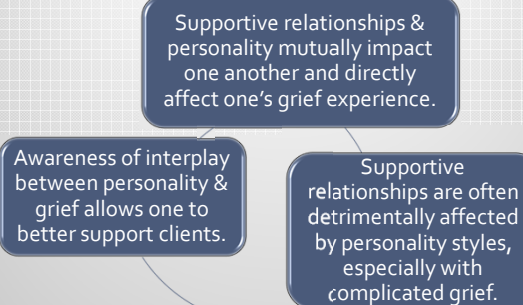 Supportive relationships &
personality mutually impact
one another and directly
affect one's grief experience.
Awareness of interplay
between personality &
grief allows one to
better support clients.
Supportive
relationships are often
detrimentally affected
by personality styles,
especially with
complicated grief.